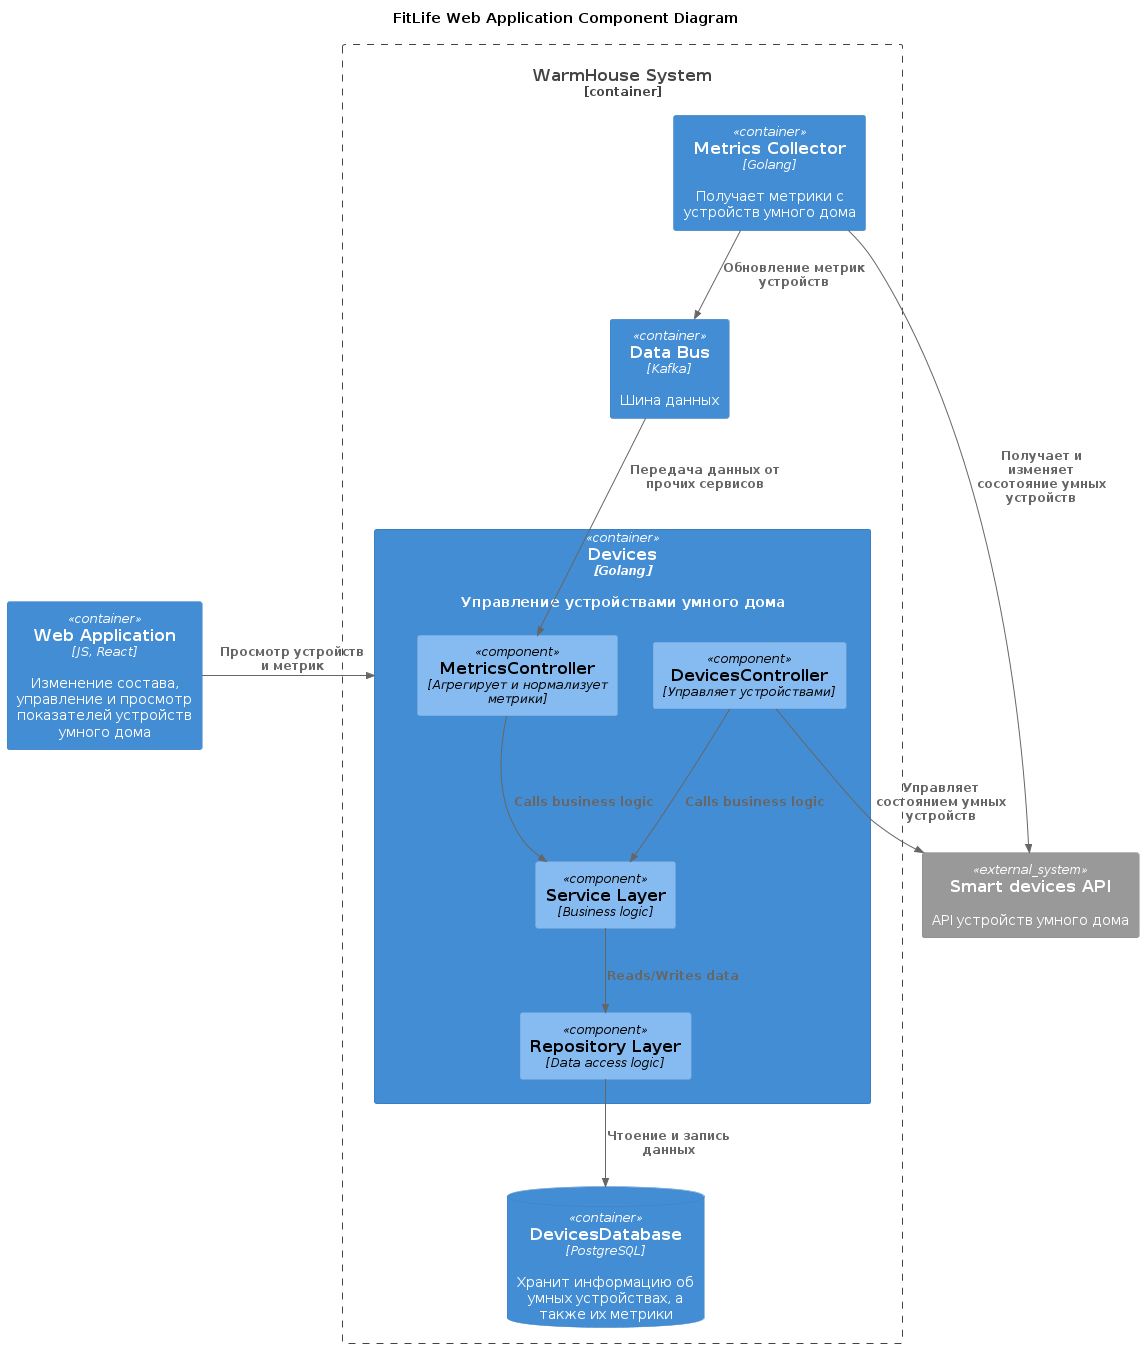 FitLife Web Application Component Diagram
WarmHouse System
[container]
«container»
Metrics Collector
[Golang]
Получает метрики с
устройств умного дома
Обновление метрик
устройств
«container»
Data Bus
[Kafka]
Шина данных
Получает и
изменяет
сосотояние умных
устройств
Передача данных от
прочих сервисов
«container»
Devices
[Golang]
Управление устройствами умного дома
«container»
Web Application
[JS, React]
Изменение состава,
управление и просмотр
показателей устройств
умного дома
Просмотр устройств
и метрик
«component»
MetricsController
[Агрегирует и нормализует
метрики]
«component»
DevicesController
[Управляет устройствами]
Calls business logic
Calls business logic
Управляет
состоянием умных
устройств
«component»
Service Layer
[Business logic]
«external_system»
Smart devices API
API устройств умного дома
Reads/Writes data
«component»
Repository Layer
[Data access logic]
Чтоение и запись
данных
«container»
DevicesDatabase
[PostgreSQL]
Хранит информацию об
умных устройствах, а
также их метрики